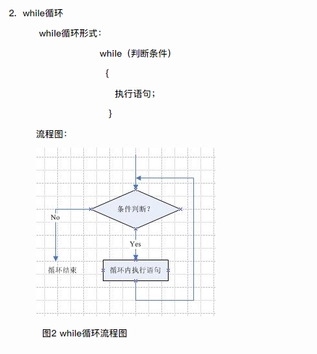 2. while循环
while循环形式：
while（判断条件）
{
执行语句；
}
流程图：
条件判断？
No
Yes
循环结束
循环内执行语句
图2 while循环流程图